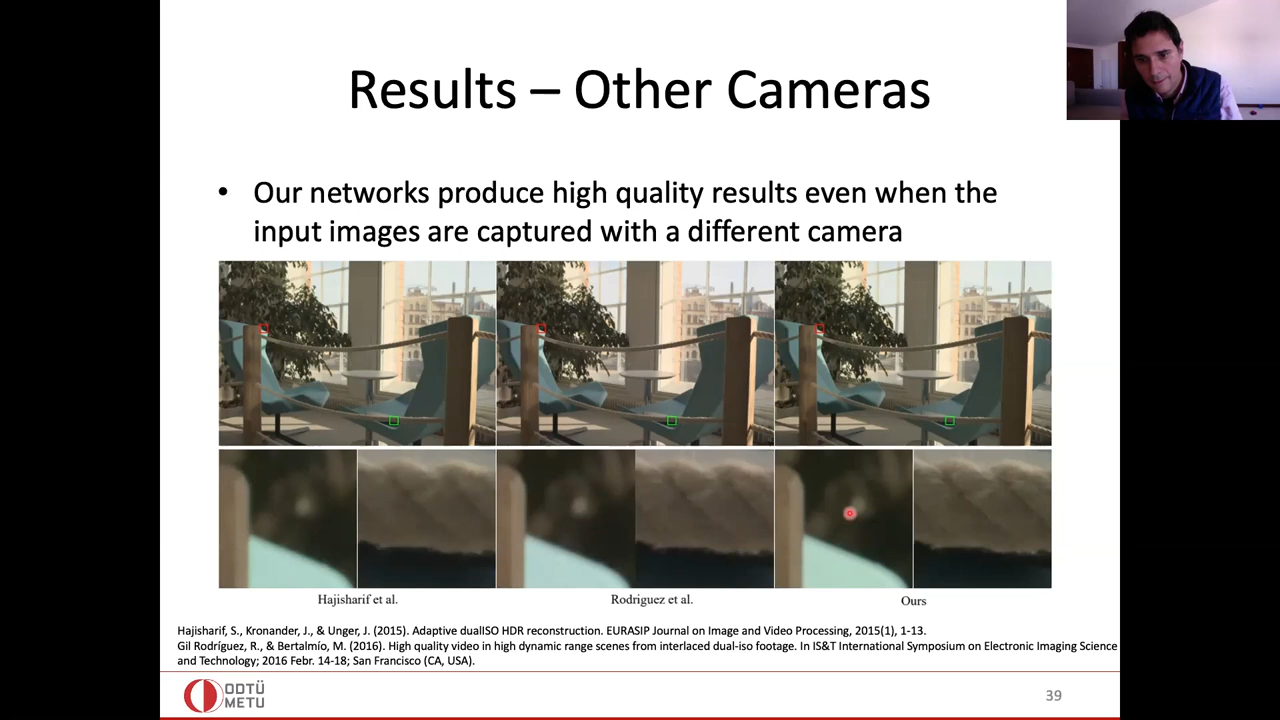 Results – Other Cameras
• Our networks produce high quality results even when the
input images are captured with a different camera
Hajisharif et al.
Rodriguez et al.
Ours
Hajisharif, S., Kronander, J., & Unger, J. (2015). Adaptive dualISO HDR reconstruction. EURASIP Journal on Image and Video Processing, 2015(1), 1-13.
Gil Rodríguez, R., & Bertalmío, M. (2016). High quality video in high dynamic range scenes from interlaced dual-iso footage. In IS&T International Symposium on Electronic Imaging Science
and Technology; 2016 Febr. 14-18; San Francisco (CA, USA).
ODTÜ
METU
39